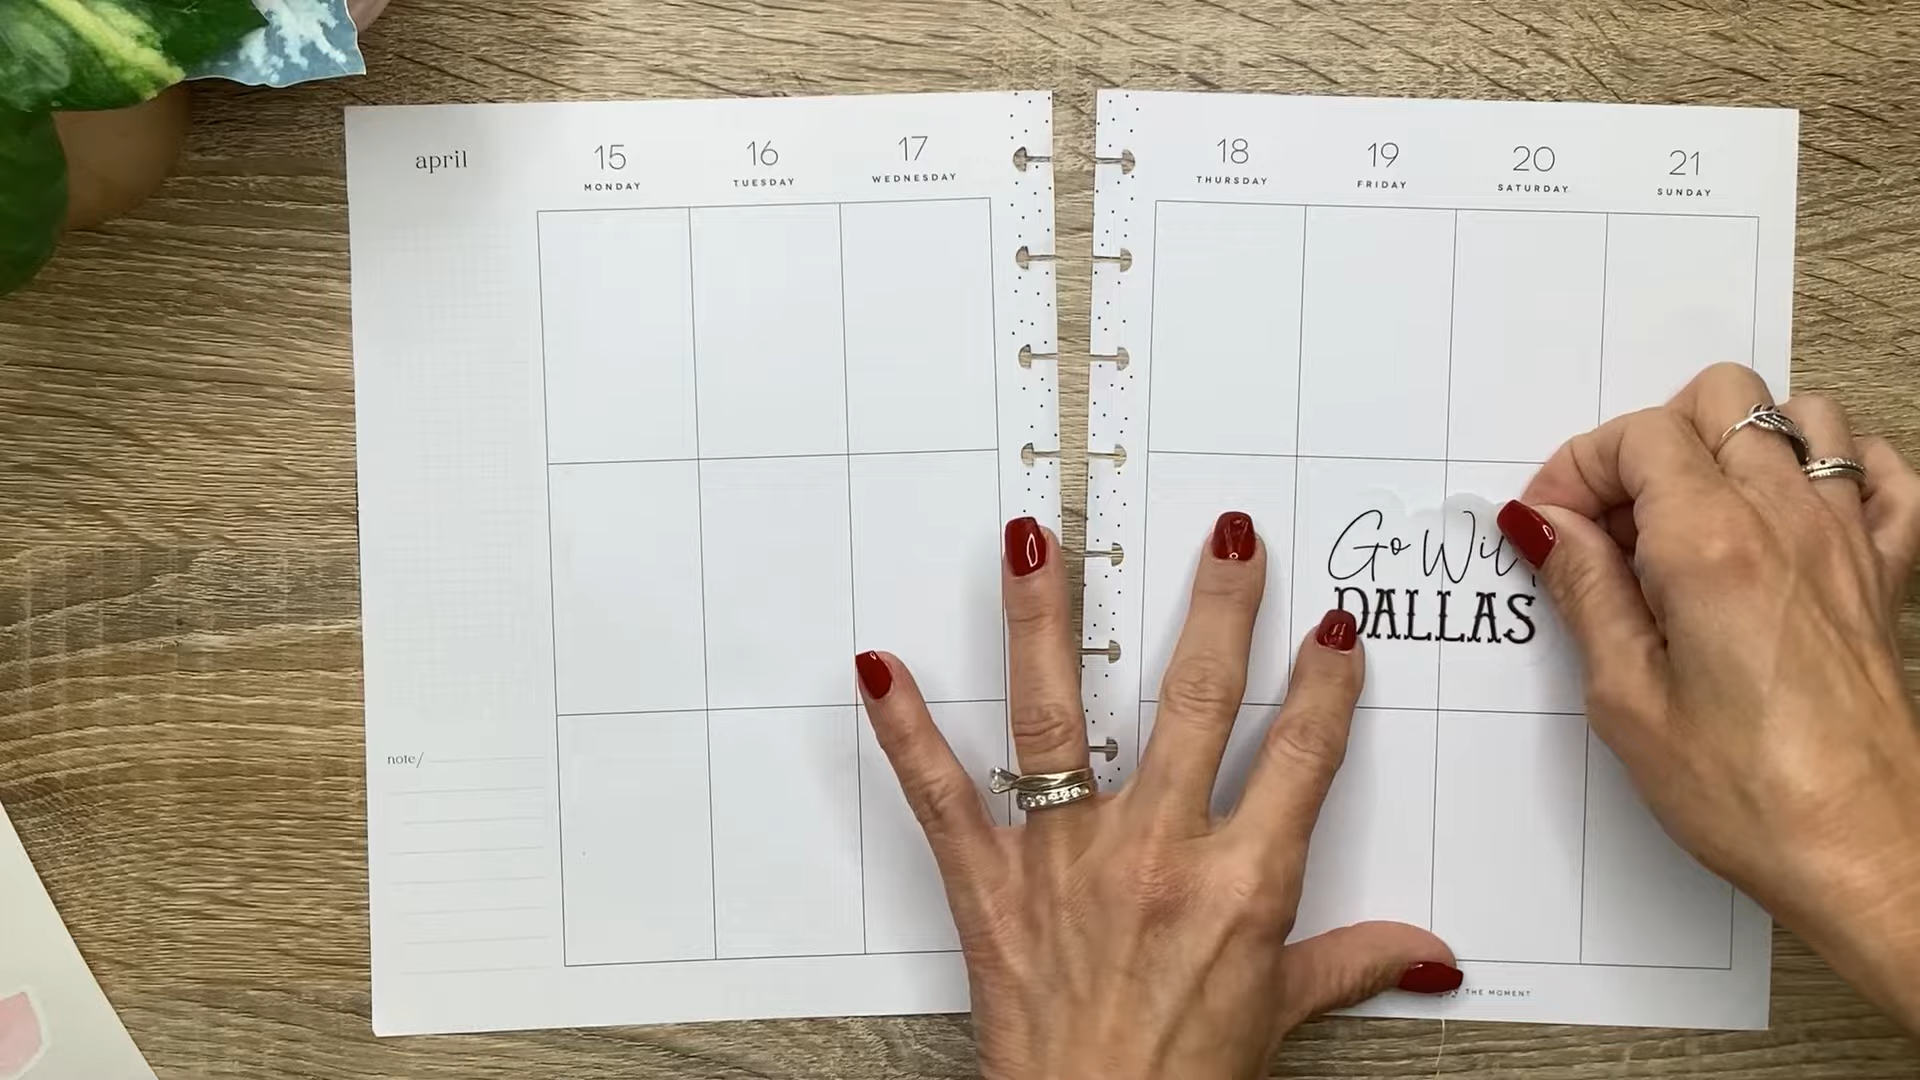 april
15
MONDAY
16
TUESDAY
17
WEDNESDAY
18
THURSDAY
19
FRIDAY
20
SATURDAY
21
SUNDAY
Go
DALLAS
note/
THE MOMENT